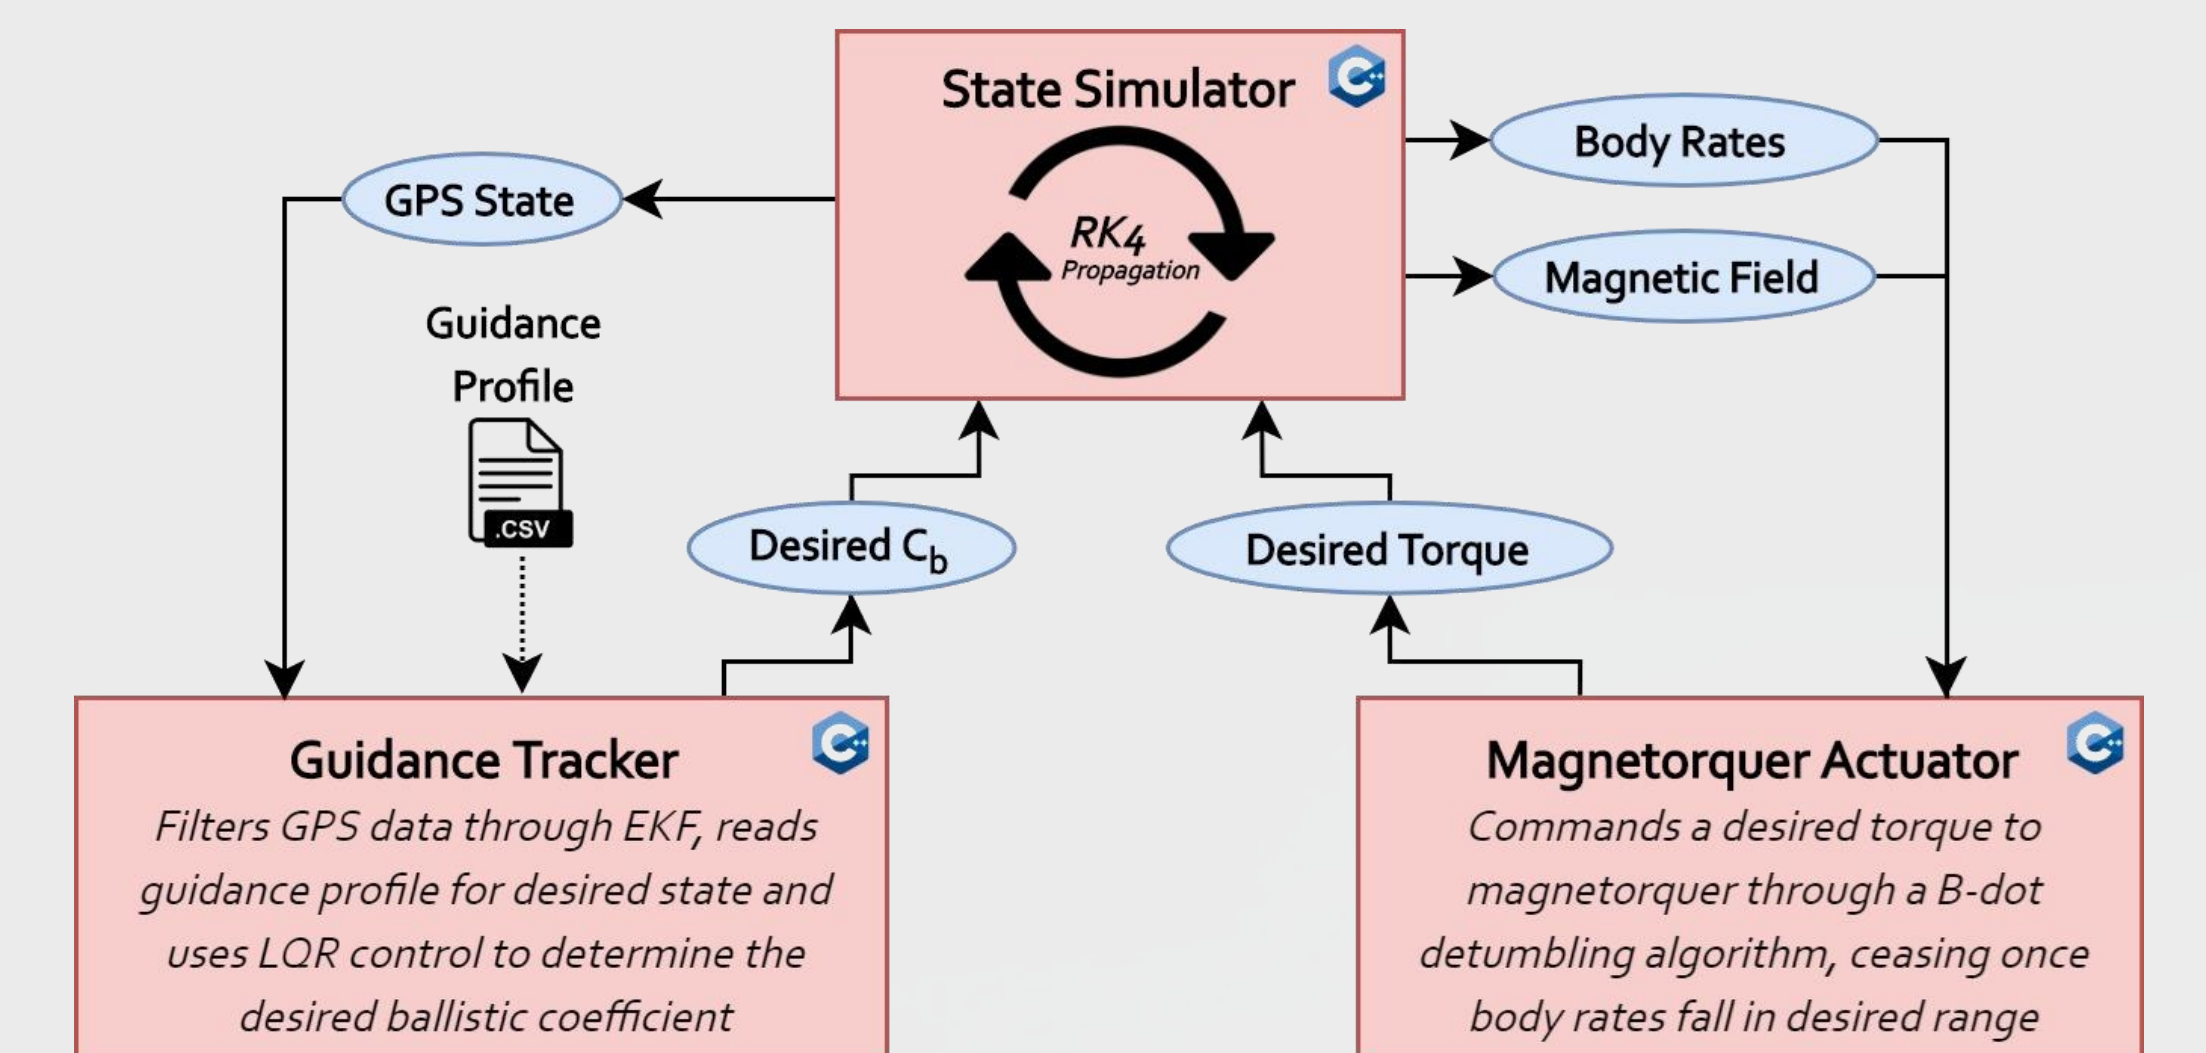 State Simulator
C++
RK4
Propagation
Body Rates
GPS State
Magnetic Field
Guidance
Profile
.CSV
Desired Cb
Desired Torque
Guidance Tracker
C++
Filters GPS data through EKF, reads
guidance profile for desired state and
uses LQR control to determine the
desired ballistic coefficient
Magnetorquer Actuator
C++
Commands a desired torque to
magnetorquer through a B-dot
detumbling algorithm, ceasing once
body rates fall in desired range